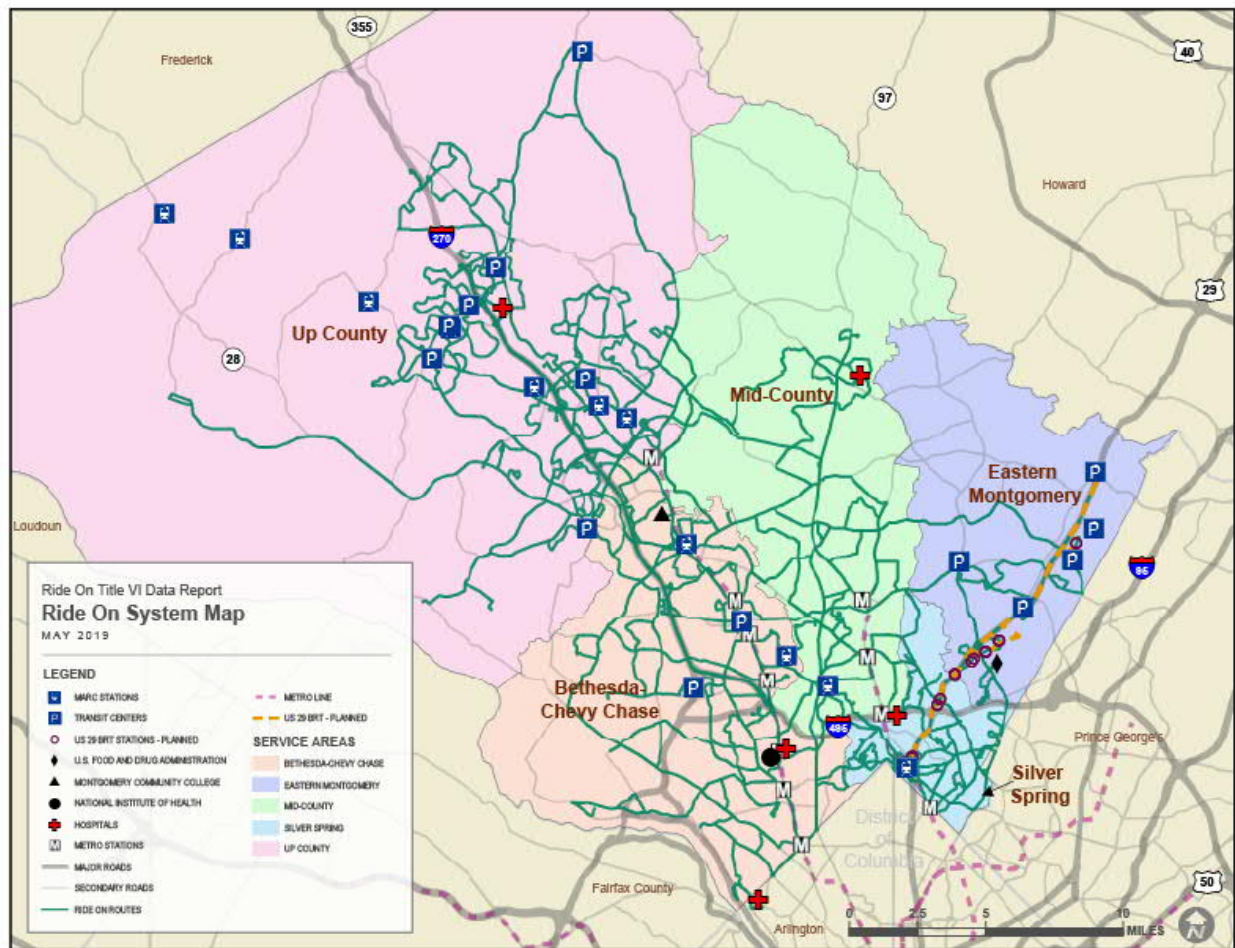 355
Frederick
40
97
Howard
270
29
Up County
28
Mid-County
Eastern
Montgomery
Loudoun
95
Bethesda-
Chevy Chase
495
Prince George's
Silver
Spring
District
of
Columbia
Fairfax County
Arlington
50
0 2.5 5 10
MILES
N
Ride On Title VI Data Report
Ride On System Map
MAY 2019
LEGEND
MARC STATIONS
P TRANSIT CENTERS
US 29 BRT STATIONS - PLANNED
U.S. FOOD AND DRUG ADMINISTRATION
MONTGOMERY COMMUNITY COLLEGE
NATIONAL INSTITUTE OF HEALTH
HOSPITALS
M METRO STATIONS
MAJOR ROADS
SECONDARY ROADS
RIDE ON ROUTES
METRO LINE
US 29 BRT - PLANNED
SERVICE AREAS
BETHESDA-CHEVY CHASE
EASTERN MONTGOMERY
MID-COUNTY
SILVER SPRING
UP COUNTY